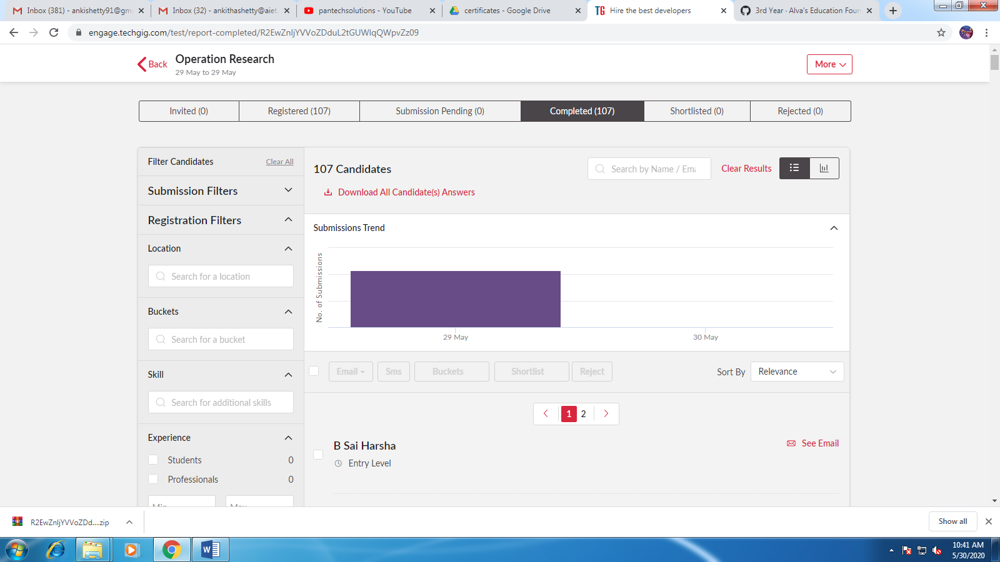 Inbox (381) - ankishetty91@gm
Inbox (32) - ankithashetty@aiet.
pantechsolutions - YouTube
certificates - Google Drive
TG Hire the best developers
3rd Year · Alva's Education Foun
engage.techgig.com/test/report-completed/R2EwZnljYVVoZDduL2tGUWlqQWpvZz09
Back
Operation Research
29 May to 29 May
More
Invited (0)
Registered (107)
Submission Pending (0)
Completed (107)
Shortlisted (0)
Rejected (0)
Filter Candidates
Clear All
Submission Filters
Registration Filters
Location
Search for a location
Buckets
Search for a bucket
Skill
Search for additional skills
Experience
Students 0
Professionals 0
Min
Max
107 Candidates
Search by Name / Ema
Clear Results
Download All Candidate(s) Answers
Submissions Trend
No. of Submissions
29 May
30 May
Email
Sms
Buckets
Shortlist
Reject
Sort By
Relevance
1 2
B Sai Harsha
See Email
Entry Level
R2EwZnljYVVoZDd....zip
Show all
10:41 AM
5/30/2020